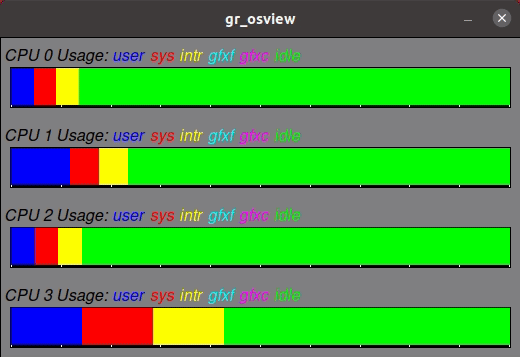 gr_osview
CPU 0 Usage: user sys intr gfxf gfxc idle
CPU 1 Usage: user sys intr gfxf gfxc idle
CPU 2 Usage: user sys intr gfxf gfxc idle
CPU 3 Usage: user sys intr gfxf gfxc idle